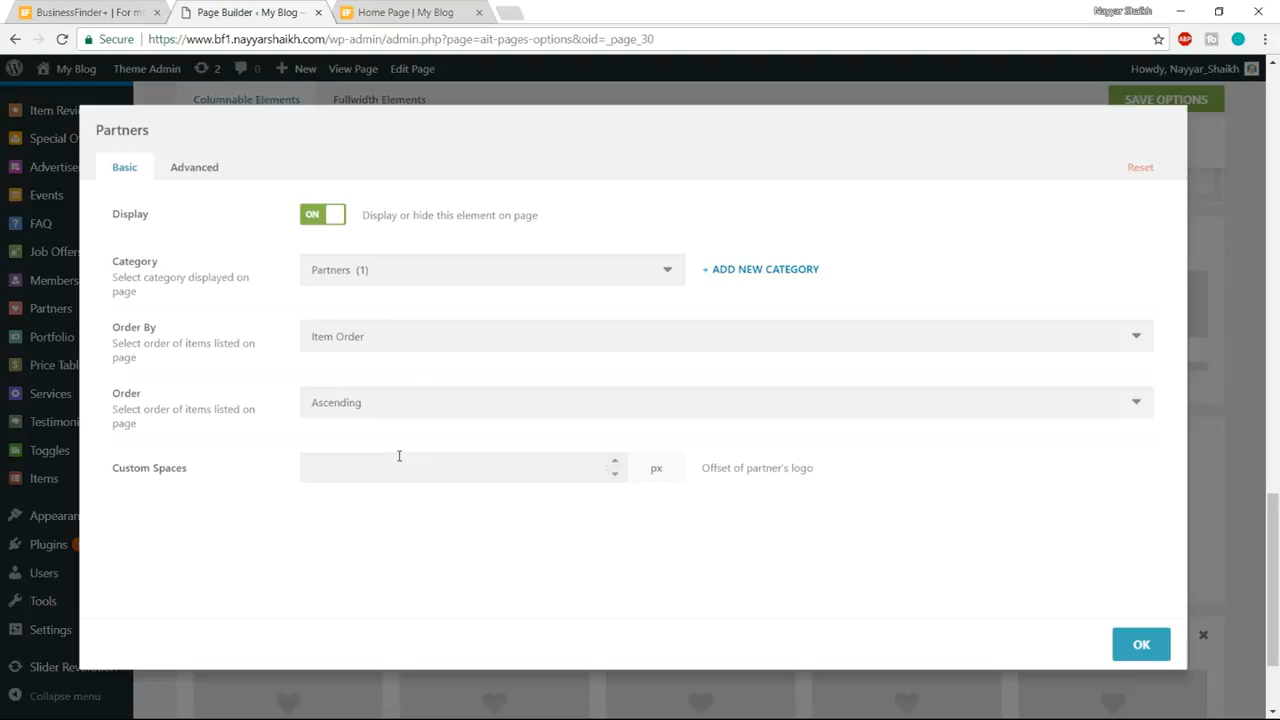 BusinessFinder+ | For mo
Page Builder ‹ My Blog —
Home Page | My Blog
Nayyar Shaikh
Secure
https://www.bf1.nayyarshaikh.com/wp-admin/admin.php?page=ait-pages-options&oid=_page_30
My Blog
Theme Admin
2
0
New
View Page
Edit Page
Howdy, Nayyar_Shaikh
Columnable Elements
Fullwidth Elements
SAVE OPTIONS
Item Revi
Special O
Advertise
Events
FAQ
Job Offers
Members
Partners
Portfolio
Price Tabl
Services
Testimoni
Toggles
Items
Appearan
Plugins
Users
Tools
Settings
Slider Revolu
Collapse menu
Partners
Basic
Advanced
Reset
Display
ON
Display or hide this element on page
Category
Select category displayed on
page
Partners (1)
+ ADD NEW CATEGORY
Order By
Select order of items listed on
page
Item Order
Order
Select order of items listed on
page
Ascending
Custom Spaces
px
Offset of partner's logo
OK